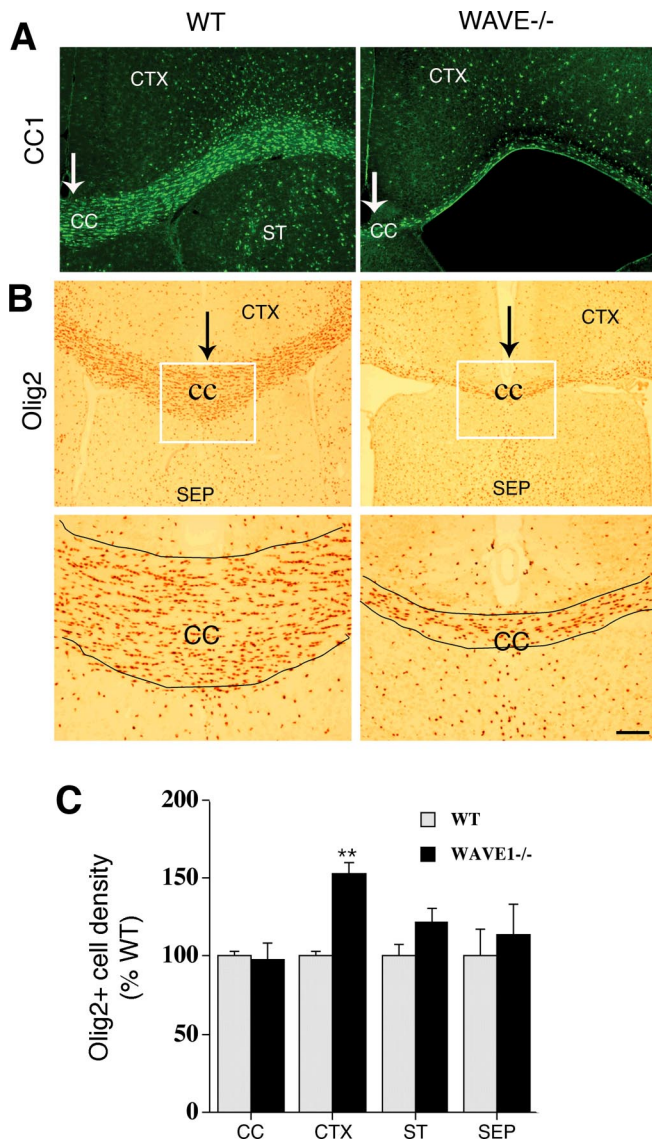 WT WAVE-/-
A
CC1
CTX CTX
CC ST CC
B
Olig2
CTX CTX
CC CC
SEP SEP
CC CC
C
Olig2+ cell density
(% WT)
200
150
100
50
0
WT
WAVE1-/-
**
CC CTX ST SEP